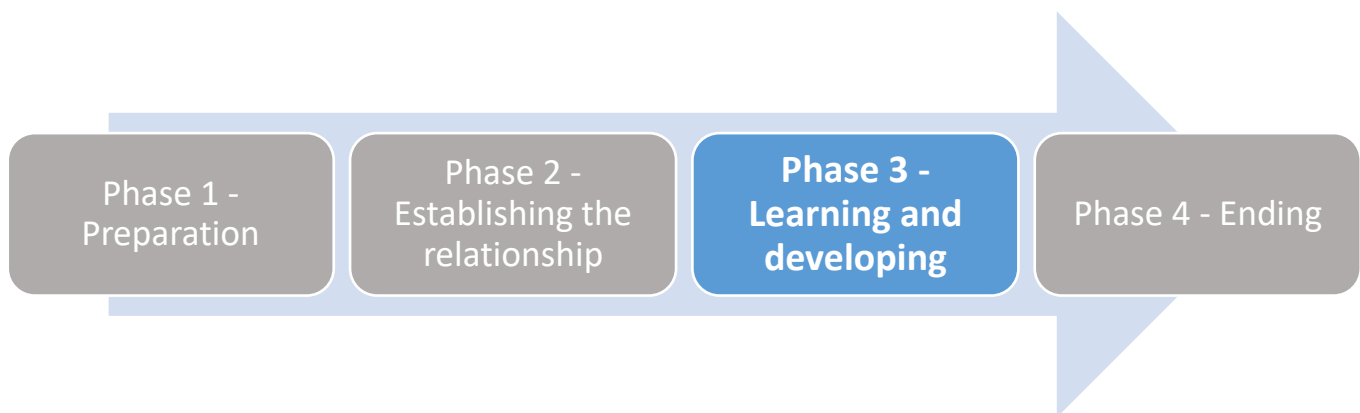 Phase 1 -
Preparation
Phase 2 -
Establishing the
relationship
Phase 3 -
Learning and
developing
Phase 4 - Ending